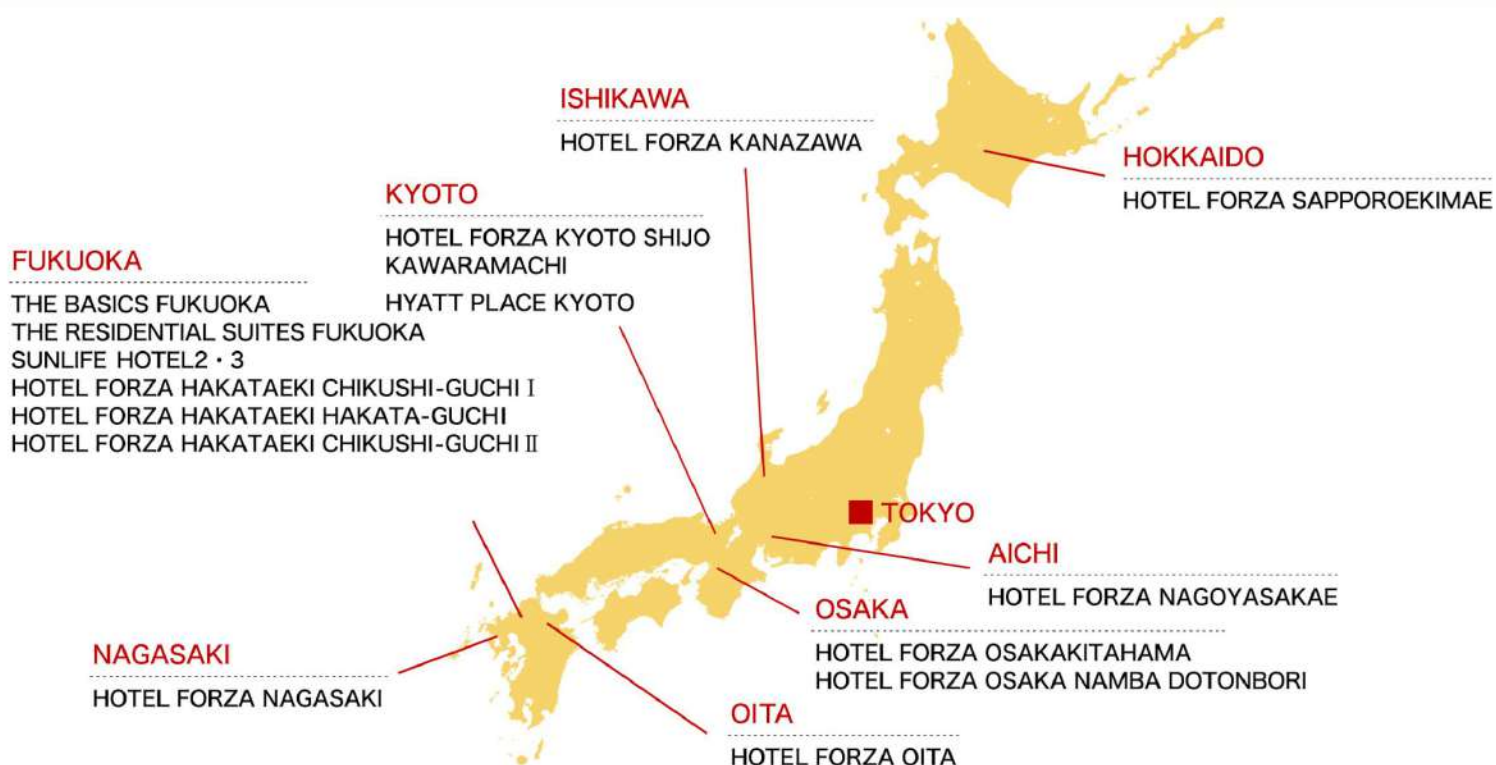 ISHIKAWA
HOTEL FORZA KANAZAWA
HOKKAIDO
HOTEL FORZA SAPPOROEKIMAE
KYOTO
HOTEL FORZA KYOTO SHIJO
KAWARAMACHI
HYATT PLACE KYOTO
FUKUOKA
THE BASICS FUKUOKA
THE RESIDENTIAL SUITES FUKUOKA
SUNLIFE HOTEL2・3
HOTEL FORZA HAKATAEKI CHIKUSHI-GUCHI Ⅰ
HOTEL FORZA HAKATAEKI HAKATA-GUCHI
HOTEL FORZA HAKATAEKI CHIKUSHI-GUCHI Ⅱ
TOKYO
AICHI
HOTEL FORZA NAGOYASAKAE
OSAKA
HOTEL FORZA OSAKAKITAHAMA
HOTEL FORZA OSAKA NAMBA DOTONBORI
NAGASAKI
HOTEL FORZA NAGASAKI
OITA
HOTEL FORZA OITA